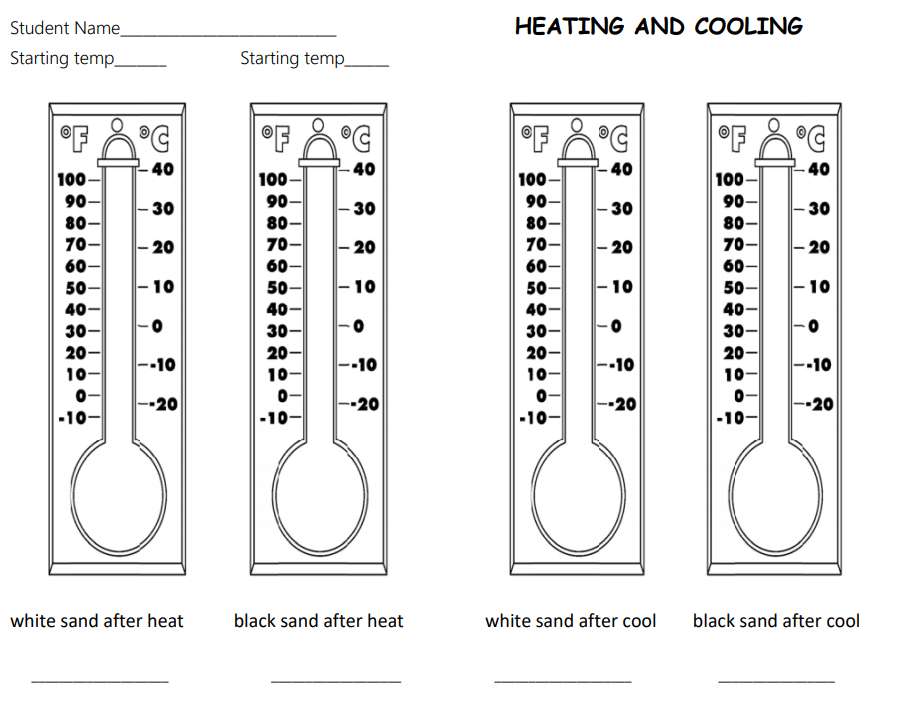 Student Name________________________ HEATING AND COOLING
Starting temp______ Starting temp_____
°F °C °F °C °F °C °F °C
40 40 40 40
100 100 100 100
90 30 90 30 90 30 90 30
80 80 80 80
70 20 70 20 70 20 70 20
60 60 60 60
50 10 50 10 50 10 50 10
40 40 40 40
30 0 30 0 30 0 30 0
20 20 20 20
10 -10 10 -10 10 -10 10 -10
0 -20 0 -20 0 -20 0 -20
-10 -10 -10 -10
white sand after heat black sand after heat white sand after cool black sand after cool
_______________ ______________ _______________ _____________